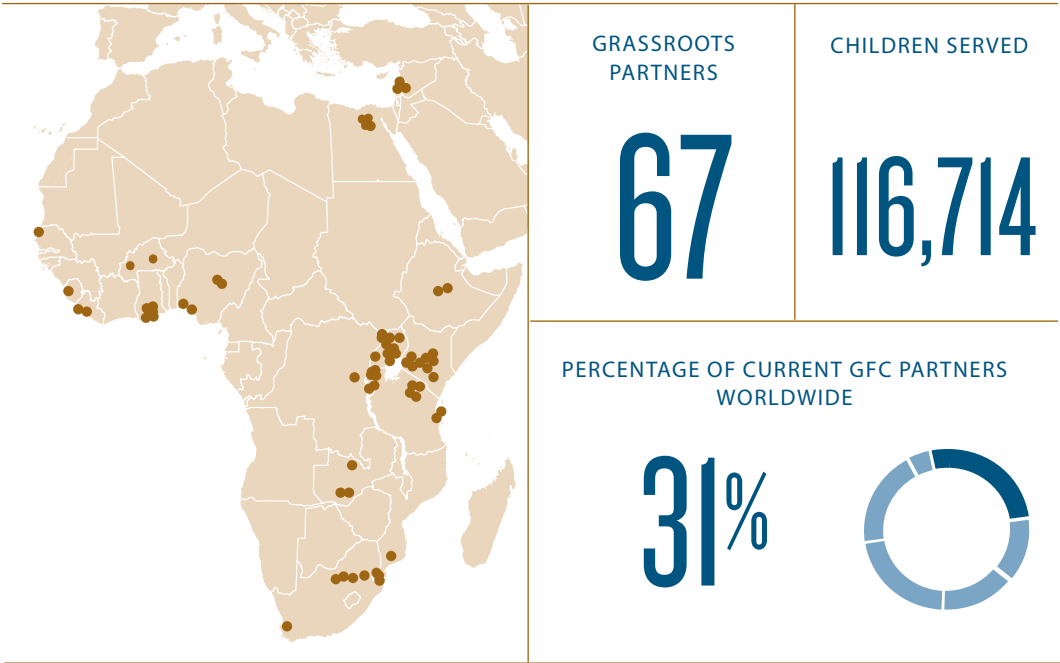 GRASSROOTS
PARTNERS
67
CHILDREN SERVED
116,714
PERCENTAGE OF CURRENT GFC PARTNERS
WORLDWIDE
31%